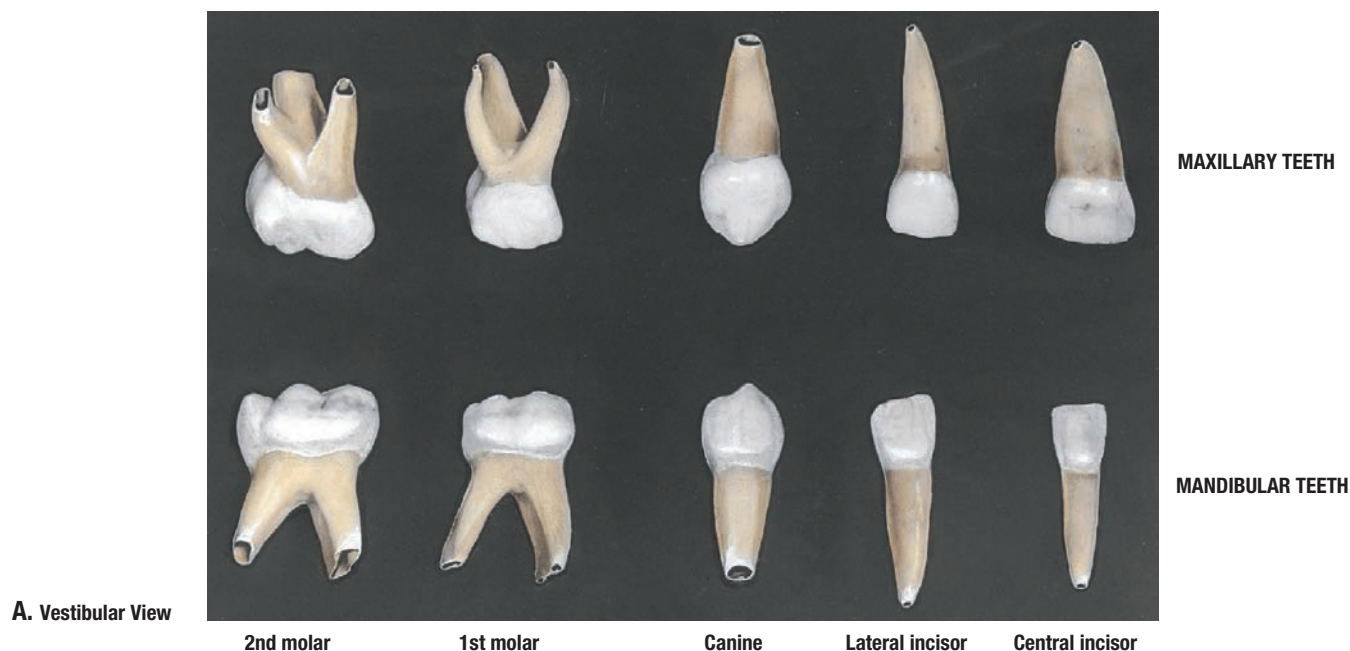 MAXILLARY TEETH
MANDIBULAR TEETH
A. Vestibular View
2nd molar
1st molar
Canine
Lateral incisor
Central incisor